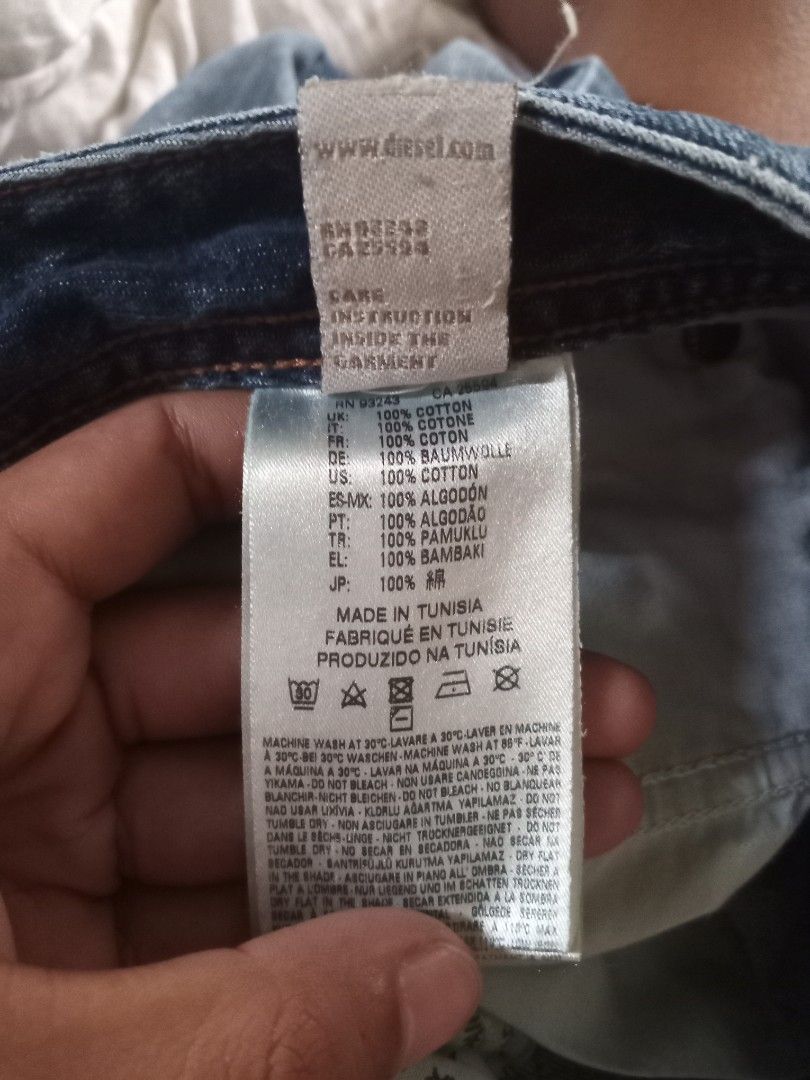 www.diesel.com
RN 93243
CA 25594
CARE
INSTRUCTION
INSIDE THE
GARMENT
RN 93243 CA 25594
UK: 100% COTTON
IT: 100% COTONE
FR: 100% COTON
DE: 100% BAUMWOLLE
US: 100% COTTON
ES-MX: 100% ALGODÓN
PT: 100% ALGODÃO
TR: 100% PAMUKLU
EL: 100% BAMBAKI
JP: 100% 綿
MADE IN TUNISIA
FABRIQUÉ EN TUNISIE
PRODUZIDO NA TUNÍSIA
30
MACHINE WASH AT 30°C-LAVARE A 30°C-LAVER EN MACHINE
À 30°C-BEI 30°C WASCHEN-MACHINE WASH AT 86°F-LAVAR
A MÁQUINA A 30°C - LAVAR NA MÁQUINA A 30°C - 30° C' DE
YIKAMA - DO NOT BLEACH - NON USARE CANDEGGINA - NE PAS
BLANCHIR-NICHT BLEICHEN-DO NOT BLEACH-NO BLANQUEAR
NAO USAR LIXÍVIA - KLORLU AGARTMA YAPILAMAZ - DO NOT
TUMBLE DRY - NON ASCIUGARE IN TUMBLER - NE PAS SÉCHER
DANS LE SÈCHE-LINGE - NICHT TROCKNERGEEIGNET - DO NOT
TUMBLE DRY - NO SECAR EN SECADORA - NÃO SECAR NA
SECADOR - SANTRIFÜJLÜ KURUTMA YAPILAMAZ - DRY FLAT
IN THE SHADE - ASCIUGARE IN PIANO ALL' OMBRA - SÉCHER A
PLAT A L'OMBRE - NUR LIEGEND UND IM SCHATTEN TROCKNEN
DRY FLAT IN THE SHADE - SECAR EXTENDIDA A LA SOMBRA
SECAR À GÖLGEDE SEREREK
A 110°C MAX